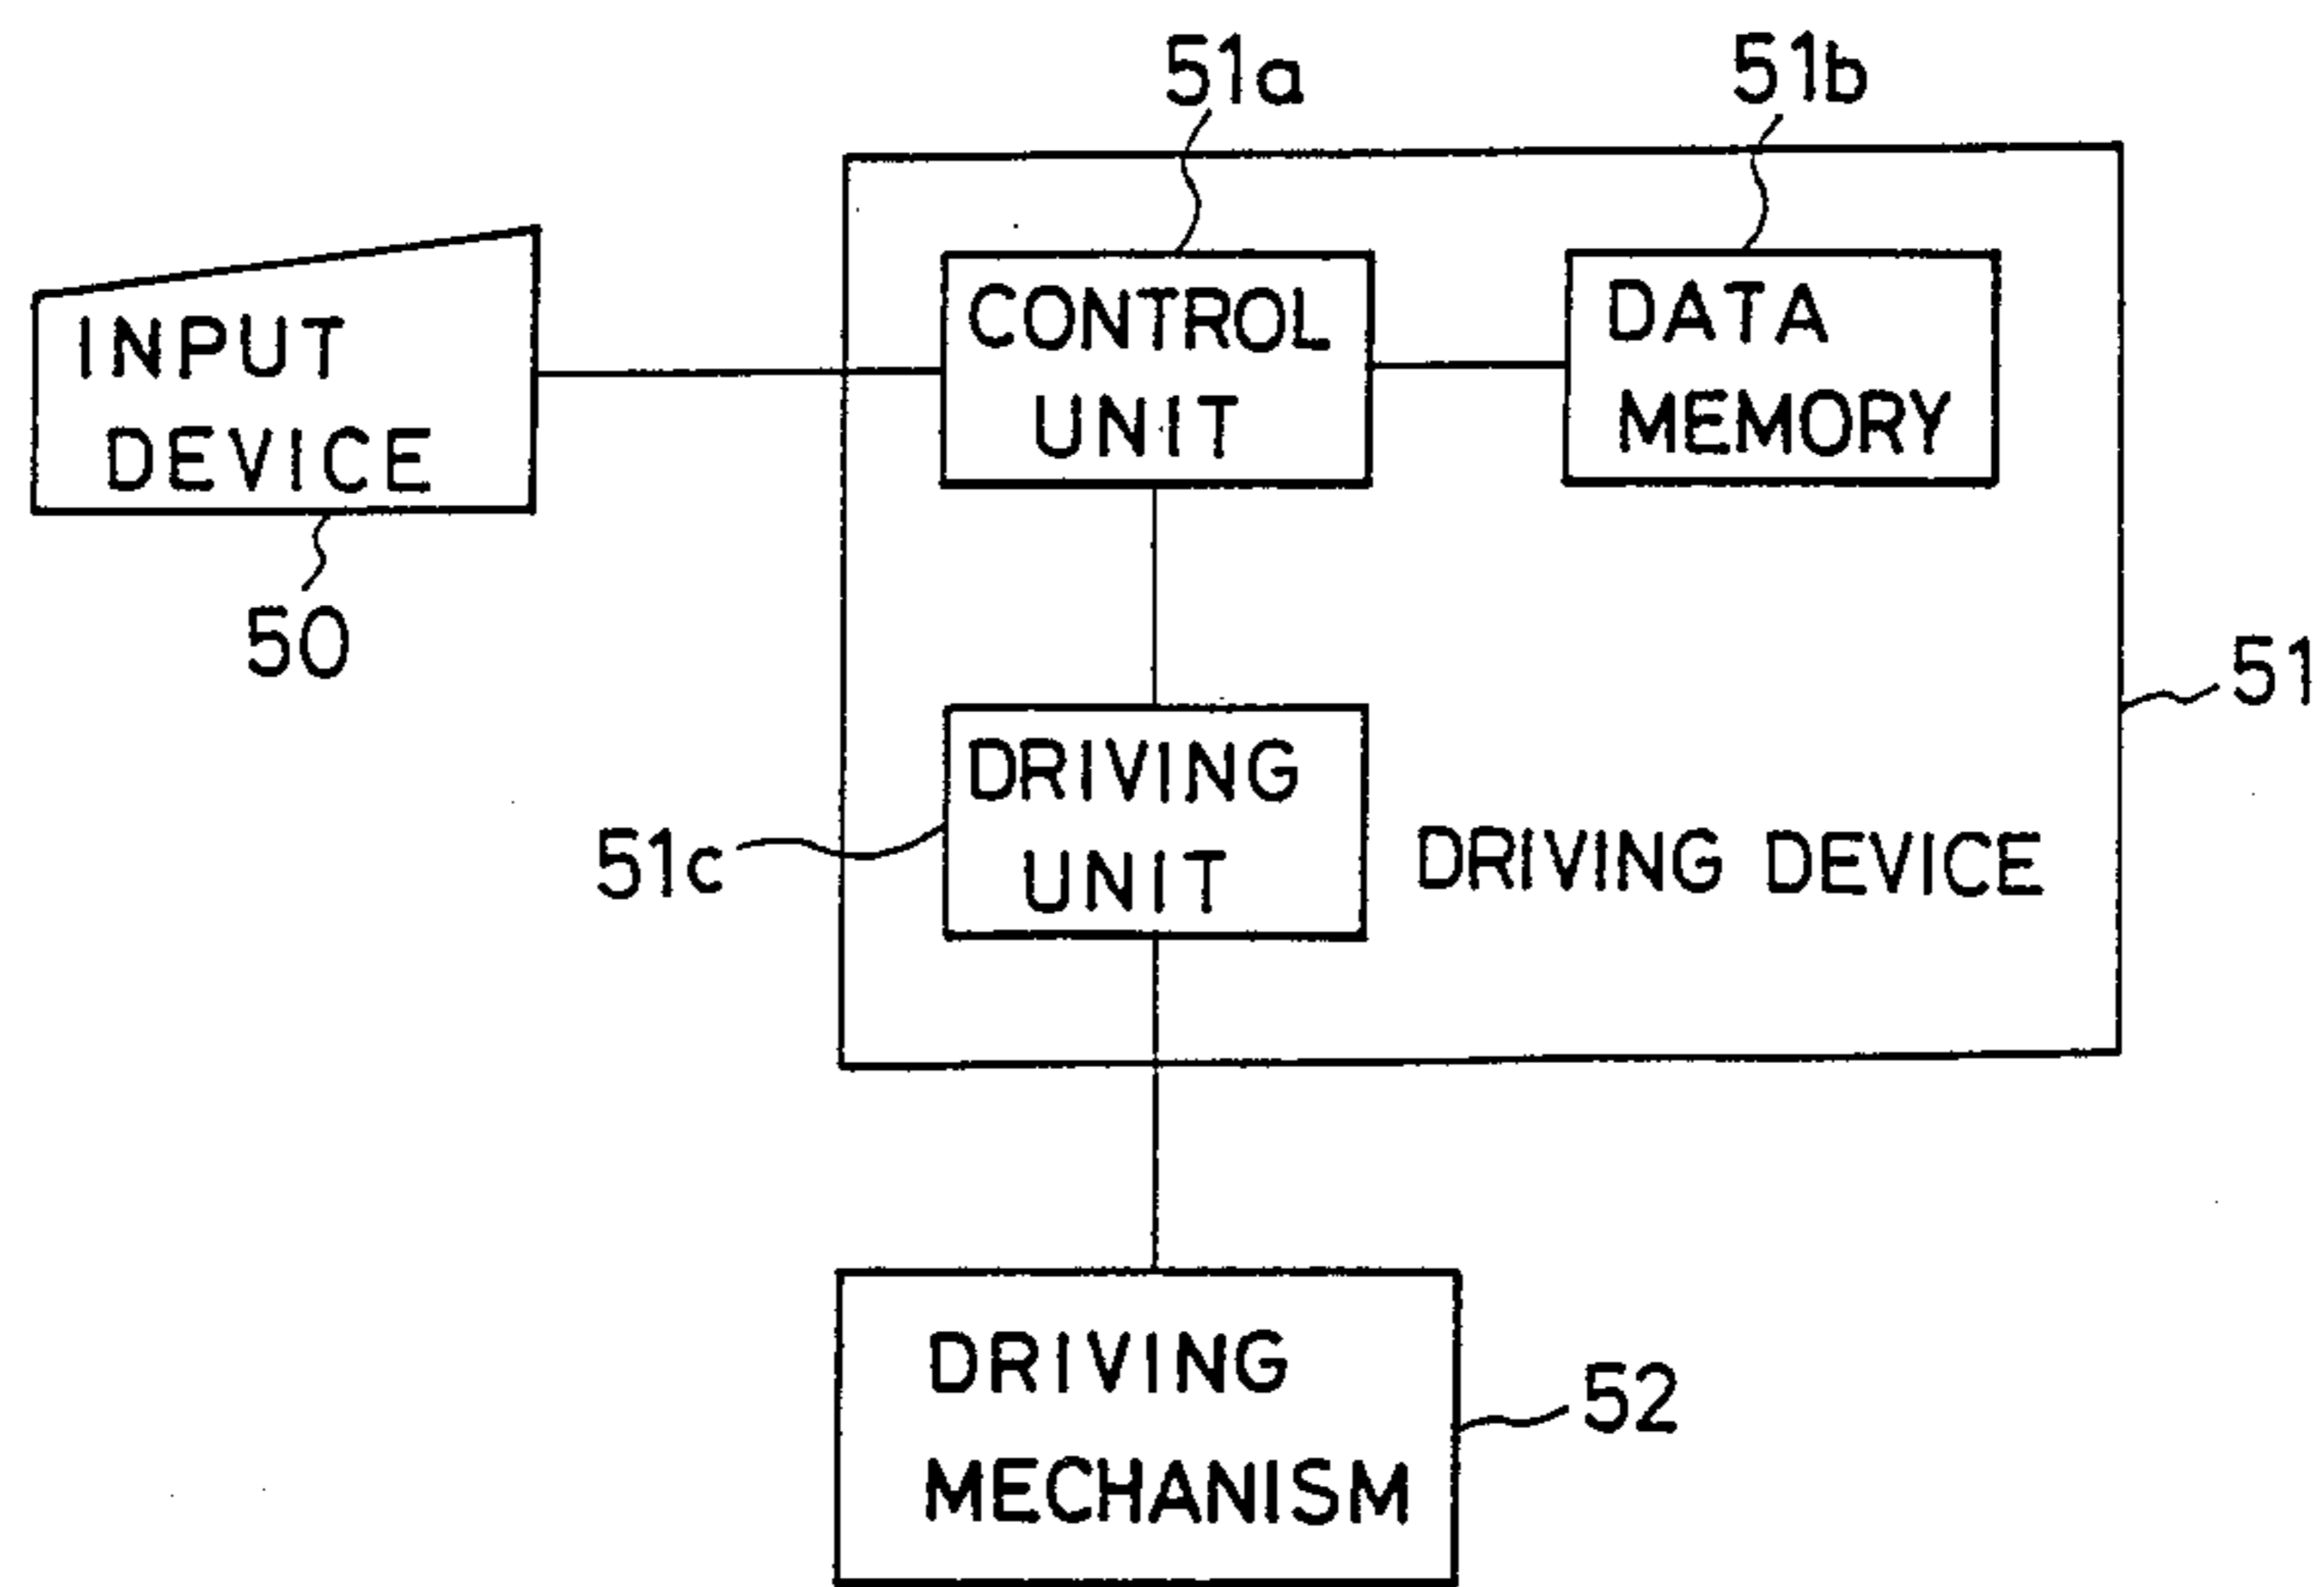 51a
51b
INPUT
DEVICE
50
CONTROL
UNIT
DATA
MEMORY
51
DRIVING
UNIT
51c
DRIVING DEVICE
DRIVING
MECHANISM
52